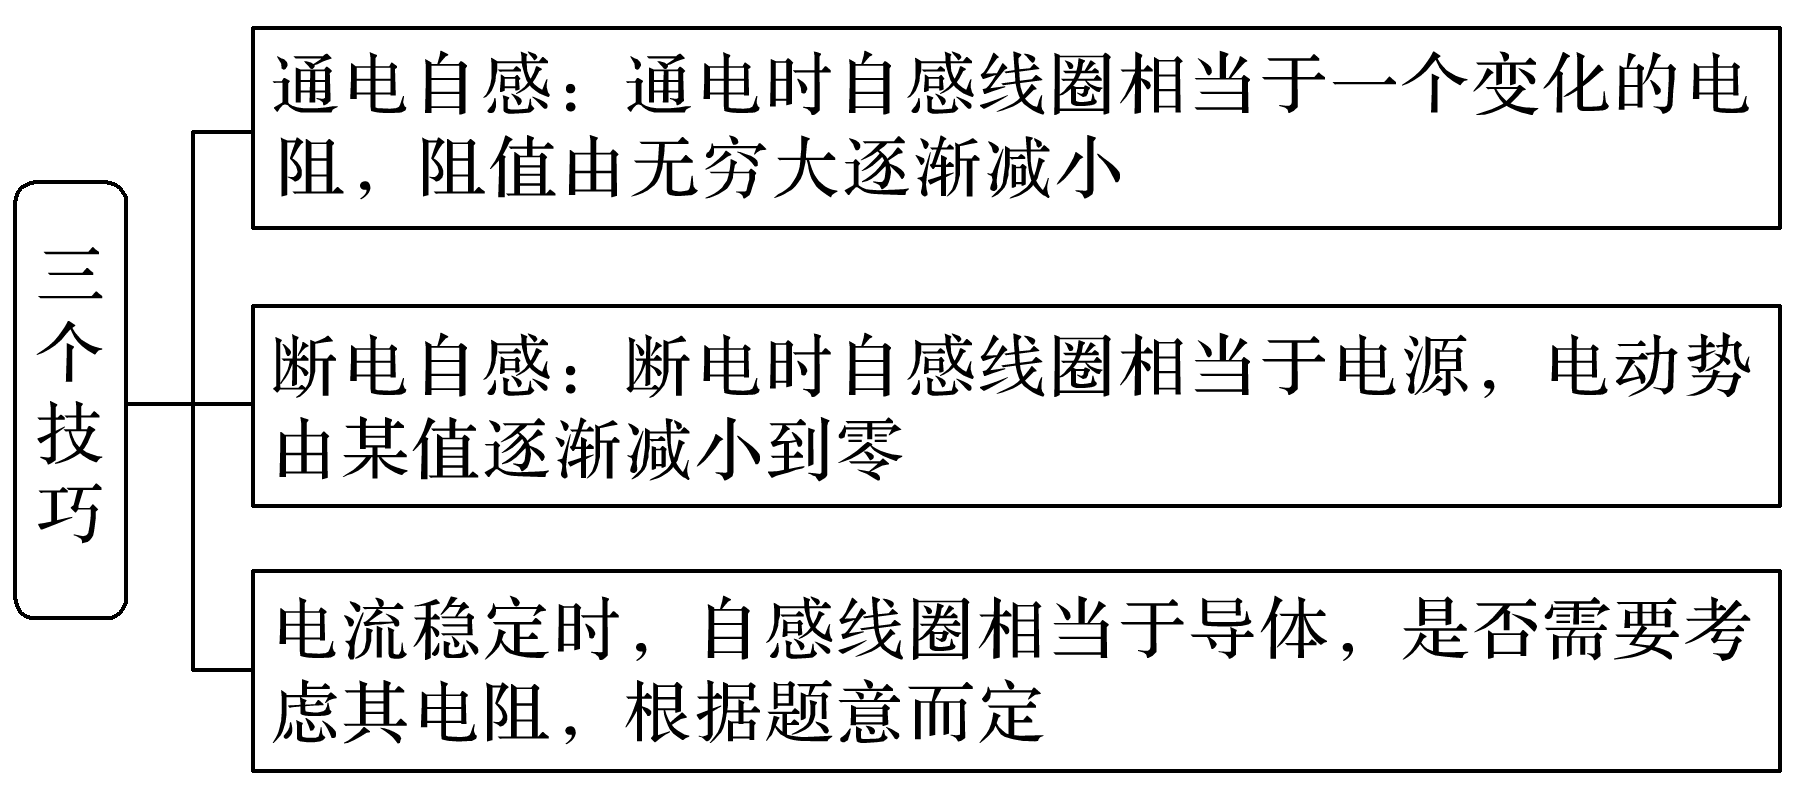 三个技巧
通电自感：通电时自感线圈相当于一个变化的电
阻，阻值由无穷大逐渐减小
断电自感：断电时自感线圈相当于电源，电动势
由某值逐渐减小到零
电流稳定时，自感线圈相当于导体，是否需要考
虑其电阻，根据题意而定